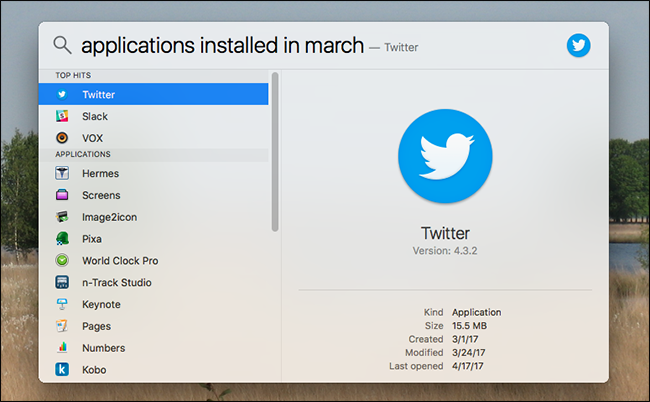 applications installed in march — Twitter
TOP HITS
Twitter
Slack
VOX
APPLICATIONS
Hermes
Screens
Image2icon
Pixa
World Clock Pro
n-Track Studio
Keynote
Pages
Numbers
Kobo
Twitter
Version: 4.3.2
Kind Application
Size 15.5 MB
Created 3/1/17
Modified 3/24/17
Last opened 4/17/17